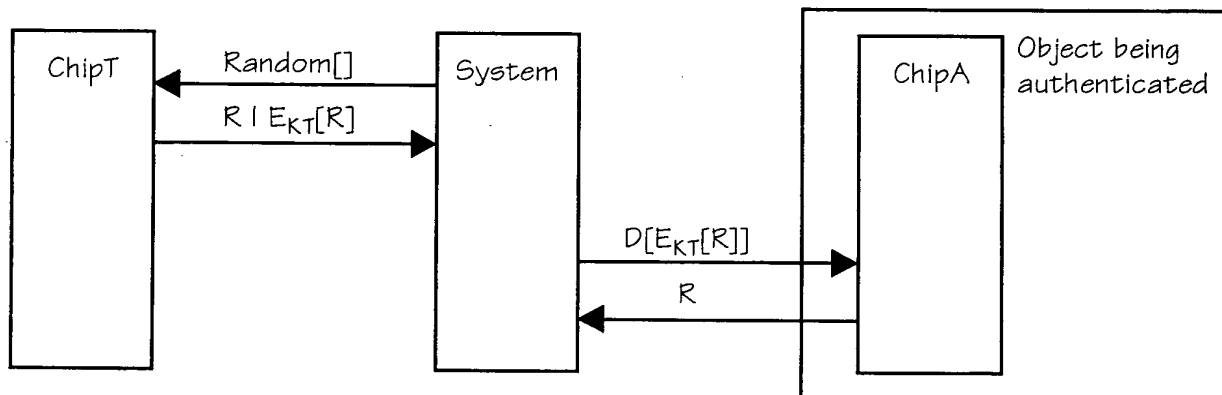 ChipT
Random[]
R | E_KT[R]
System
D[E_KT[R]]
R
ChipA
Object being
authenticated